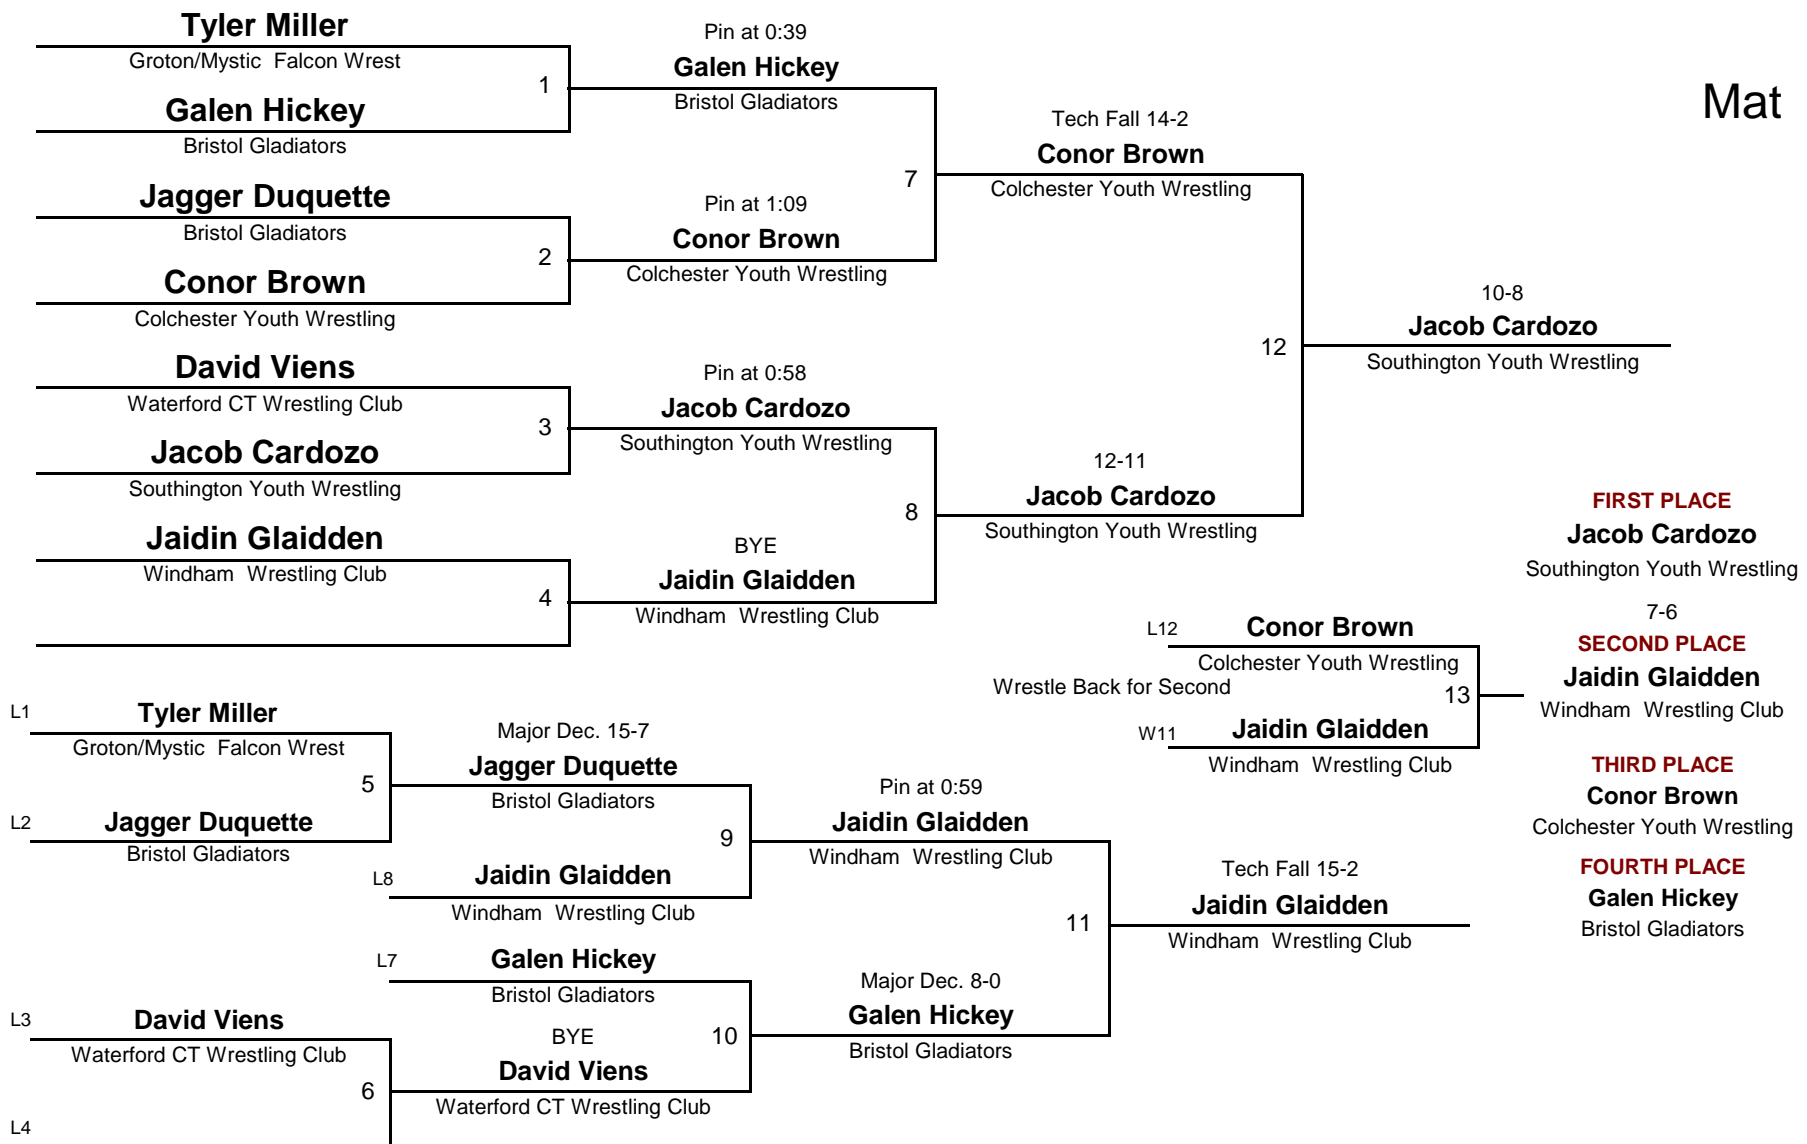 Tyler Miller
Groton/Mystic Falcon Wrest
1
Galen Hickey
Bristol Gladiators
Pin at 0:39
Galen Hickey
Bristol Gladiators
Mat
Jagger Duquette
Bristol Gladiators
2
Conor Brown
Colchester Youth Wrestling
Pin at 1:09
Conor Brown
Colchester Youth Wrestling
7
Tech Fall 14-2
Conor Brown
Colchester Youth Wrestling
David Viens
Waterford CT Wrestling Club
3
Jacob Cardozo
Southington Youth Wrestling
Pin at 0:58
Jacob Cardozo
Southington Youth Wrestling
Jaidin Glaidden
Windham Wrestling Club
4
BYE
Jaidin Glaidden
Windham Wrestling Club
8
12-11
Jacob Cardozo
Southington Youth Wrestling
12
10-8
Jacob Cardozo
Southington Youth Wrestling
FIRST PLACE
Jacob Cardozo
Southington Youth Wrestling
L12
Conor Brown
Colchester Youth Wrestling
Wrestle Back for Second
13
W11
Jaidin Glaidden
Windham Wrestling Club
7-6
SECOND PLACE
Jaidin Glaidden
Windham Wrestling Club
THIRD PLACE
Conor Brown
Colchester Youth Wrestling
FOURTH PLACE
Galen Hickey
Bristol Gladiators
L1
Tyler Miller
Groton/Mystic Falcon Wrest
5
L2
Jagger Duquette
Bristol Gladiators
Major Dec. 15-7
Jagger Duquette
Bristol Gladiators
9
L8
Jaidin Glaidden
Windham Wrestling Club
Pin at 0:59
Jaidin Glaidden
Windham Wrestling Club
L7
Galen Hickey
Bristol Gladiators
L3
David Viens
Waterford CT Wrestling Club
6
L4
BYE
David Viens
Waterford CT Wrestling Club
10
Major Dec. 8-0
Galen Hickey
Bristol Gladiators
11
Tech Fall 15-2
Jaidin Glaidden
Windham Wrestling Club